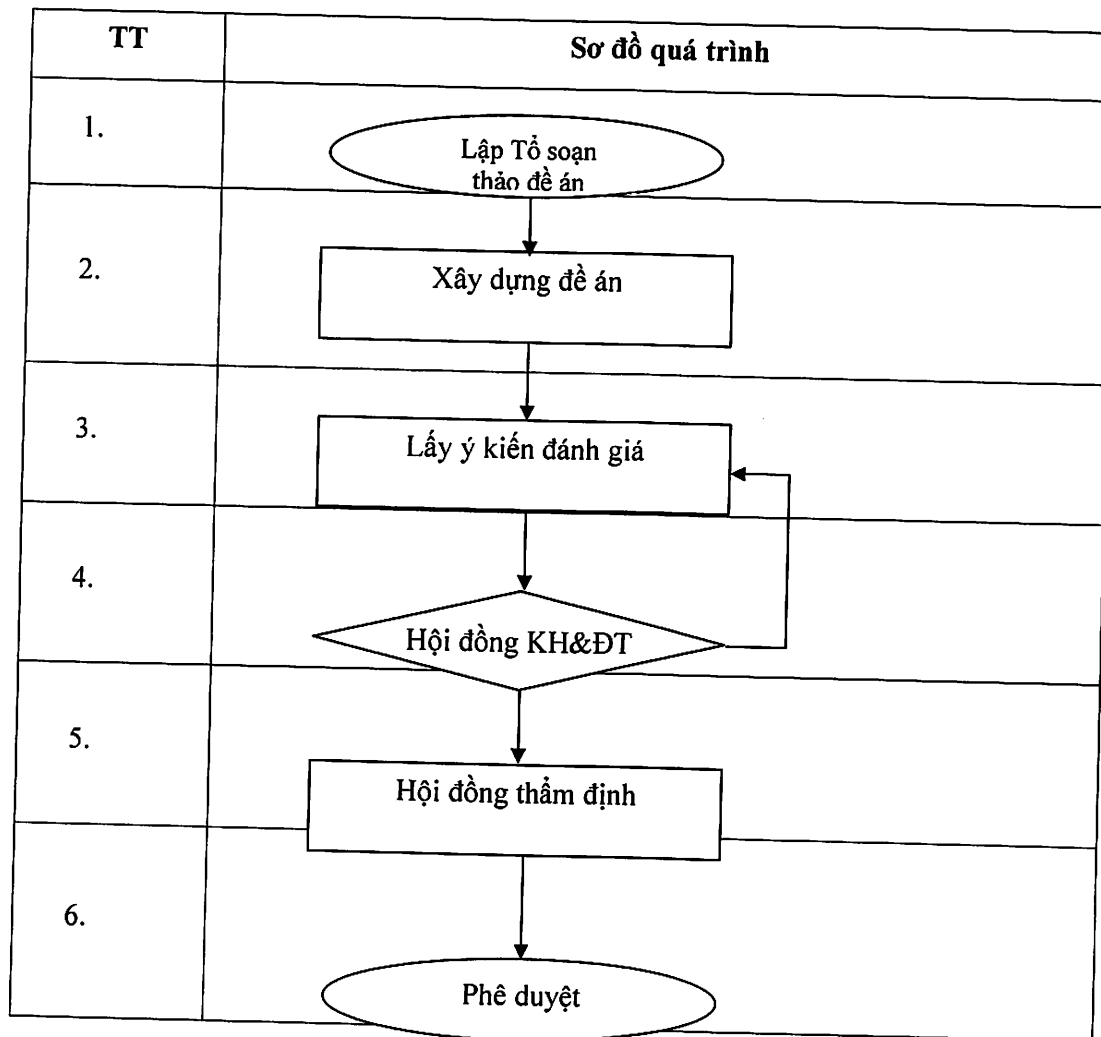 TT
Sơ đồ quá trình
1.
Lập Tổ soạn
thảo đề án
2.
Xây dựng đề án
3.
Lấy ý kiến đánh giá
4.
Hội đồng KH&ĐT
5.
Hội đồng thẩm định
6.
Phê duyệt